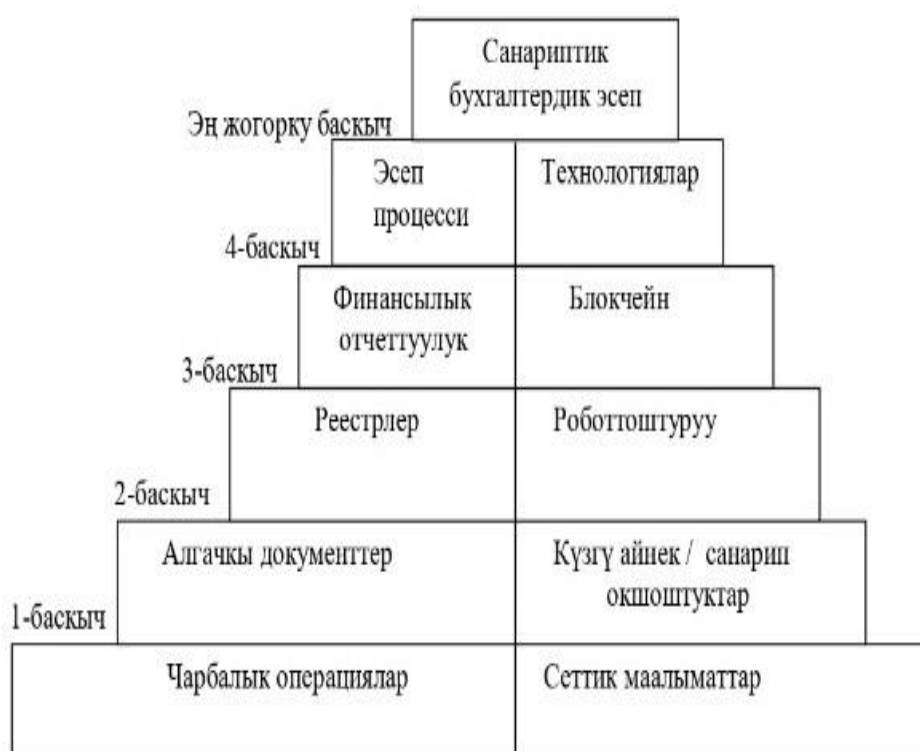 Санариптик
бухгалтердик эсеп
Эң жогорку баскыч
Эсеп
процесси
Технологиялар
4-баскыч
Финансылык
отчеттуулук
Блокчейн
3-баскыч
Реестрлер
Роботтоштуруу
2-баскыч
Алгачкы документтер
Күзгү айнек / санарип
окшоштуктар
1-баскыч
Чарбалык операциялар
Сеттик маалыматтар